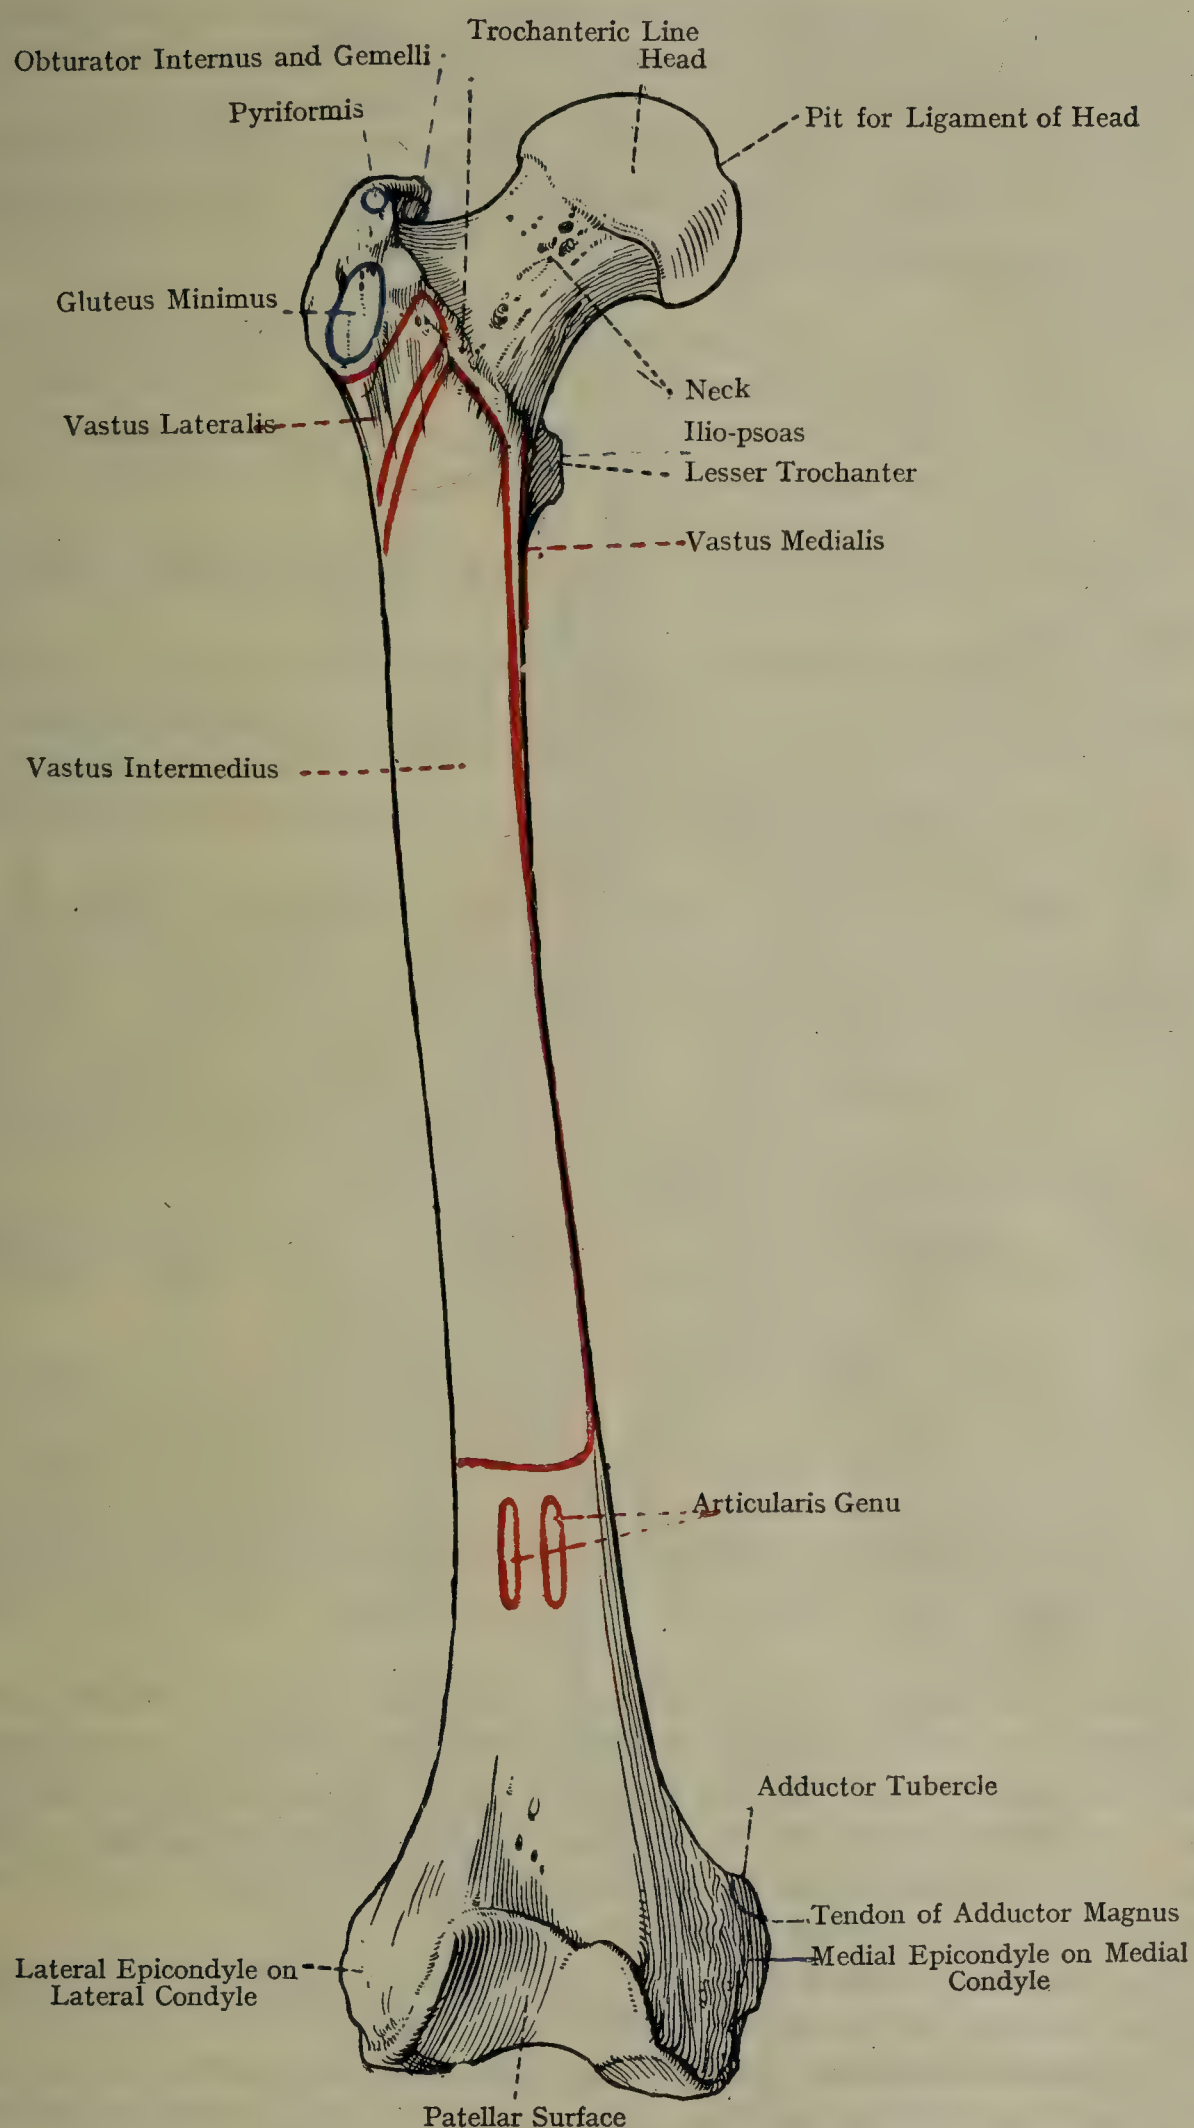 Trochanteric Line
Head
Obturator Internus and Gemelli
Pyriformis
Pit for Ligament of Head
Gluteus Minimus
Neck
Vastus Lateralis
Ilio-psoas
Lesser Trochanter
Vastus Medialis
Vastus Intermedius
Articularis Genu
Adductor Tubercle
Tendon of Adductor Magnus
Medial Epicondyle on Medial
Condyle
Lateral Epicondyle on
Lateral Condyle
Patellar Surface